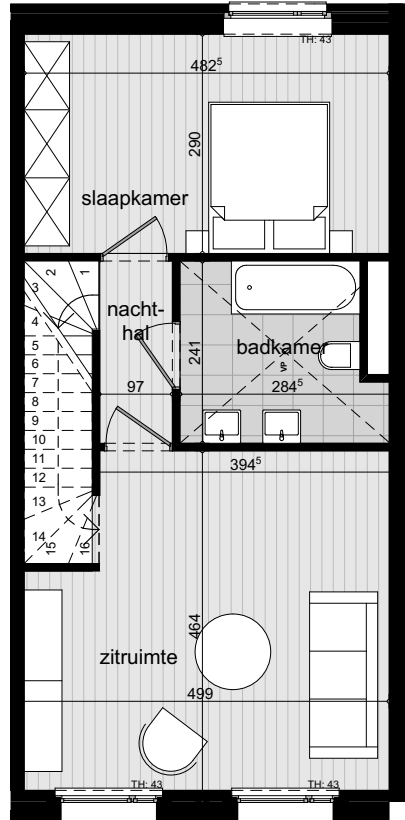 TH: 43
482⁵
290
slaapkamer
2
1
3
4
5
6
7
8
9
10
11
12
13
14
15
16
nacht-
hal
241
badkamer
VP
97
284⁵
394⁵
464
zitruimte
499
TH: 43
TH: 43